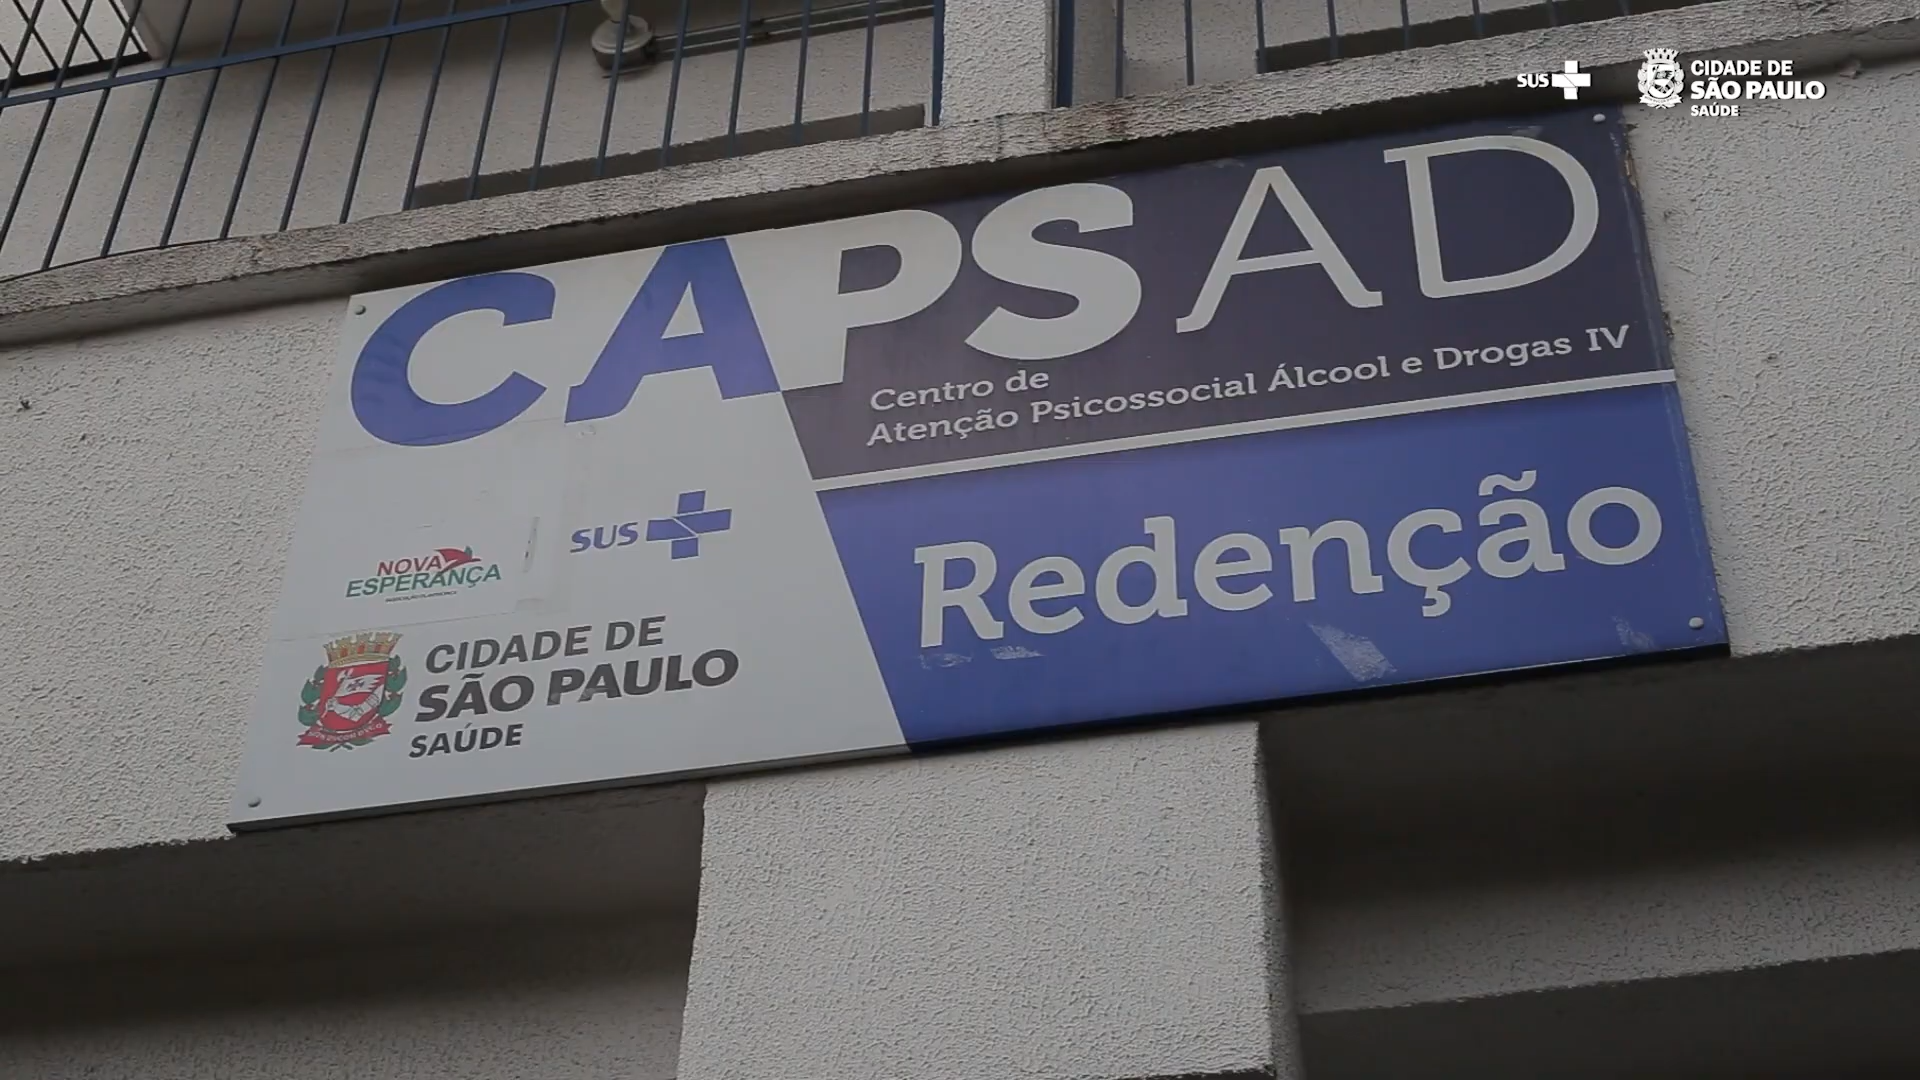 SUS
CIDADE DE
SÃO PAULO
SAÚDE
CAPS AD
Centro de
Atenção Psicossocial Álcool e Drogas IV
Redenção
NOVA
ESPERANÇA
SUS
CIDADE DE
SÃO PAULO
SAÚDE